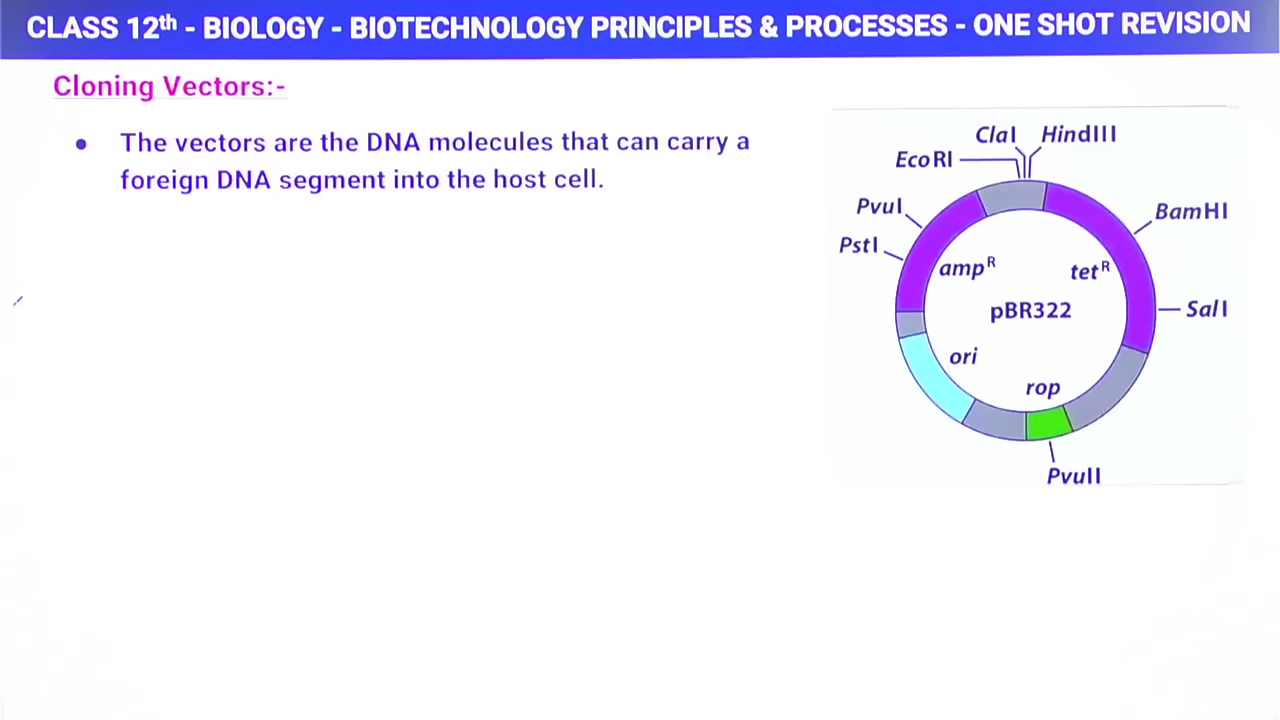 CLASS 12th - BIOLOGY - BIOTECHNOLOGY PRINCIPLES & PROCESSES - ONE SHOT REVISION
Cloning Vectors:-
• The vectors are the DNA molecules that can carry a
foreign DNA segment into the host cell.
ClaI HindIII
EcoRI
PvuI
BamHI
PstI
ampR
tetR
pBR322
SalI
ori
rop
PvuII